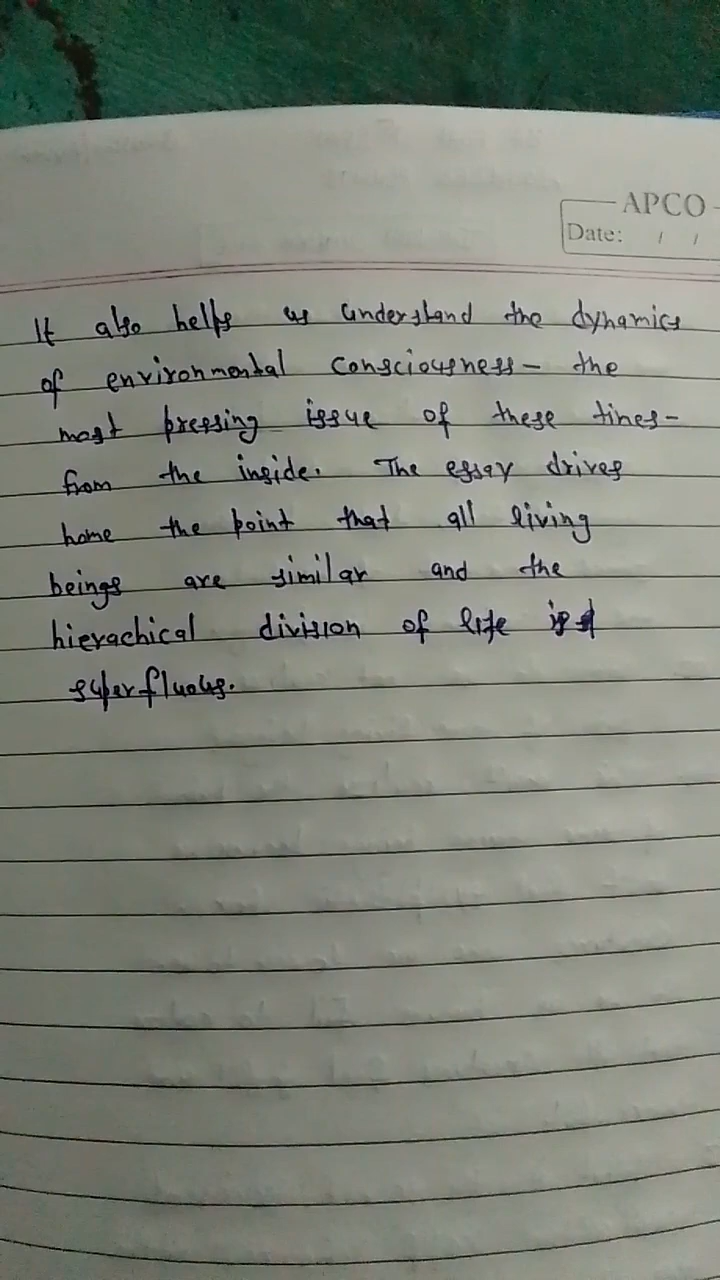 APCO
Date: / /
It also helps us understand the dynamics
of environmental consciousness- the
most pressing issue of these tines-
from the inside. The essay drives
home the point that all living
beings are similar and the
hierachical division of life is
superfluous.